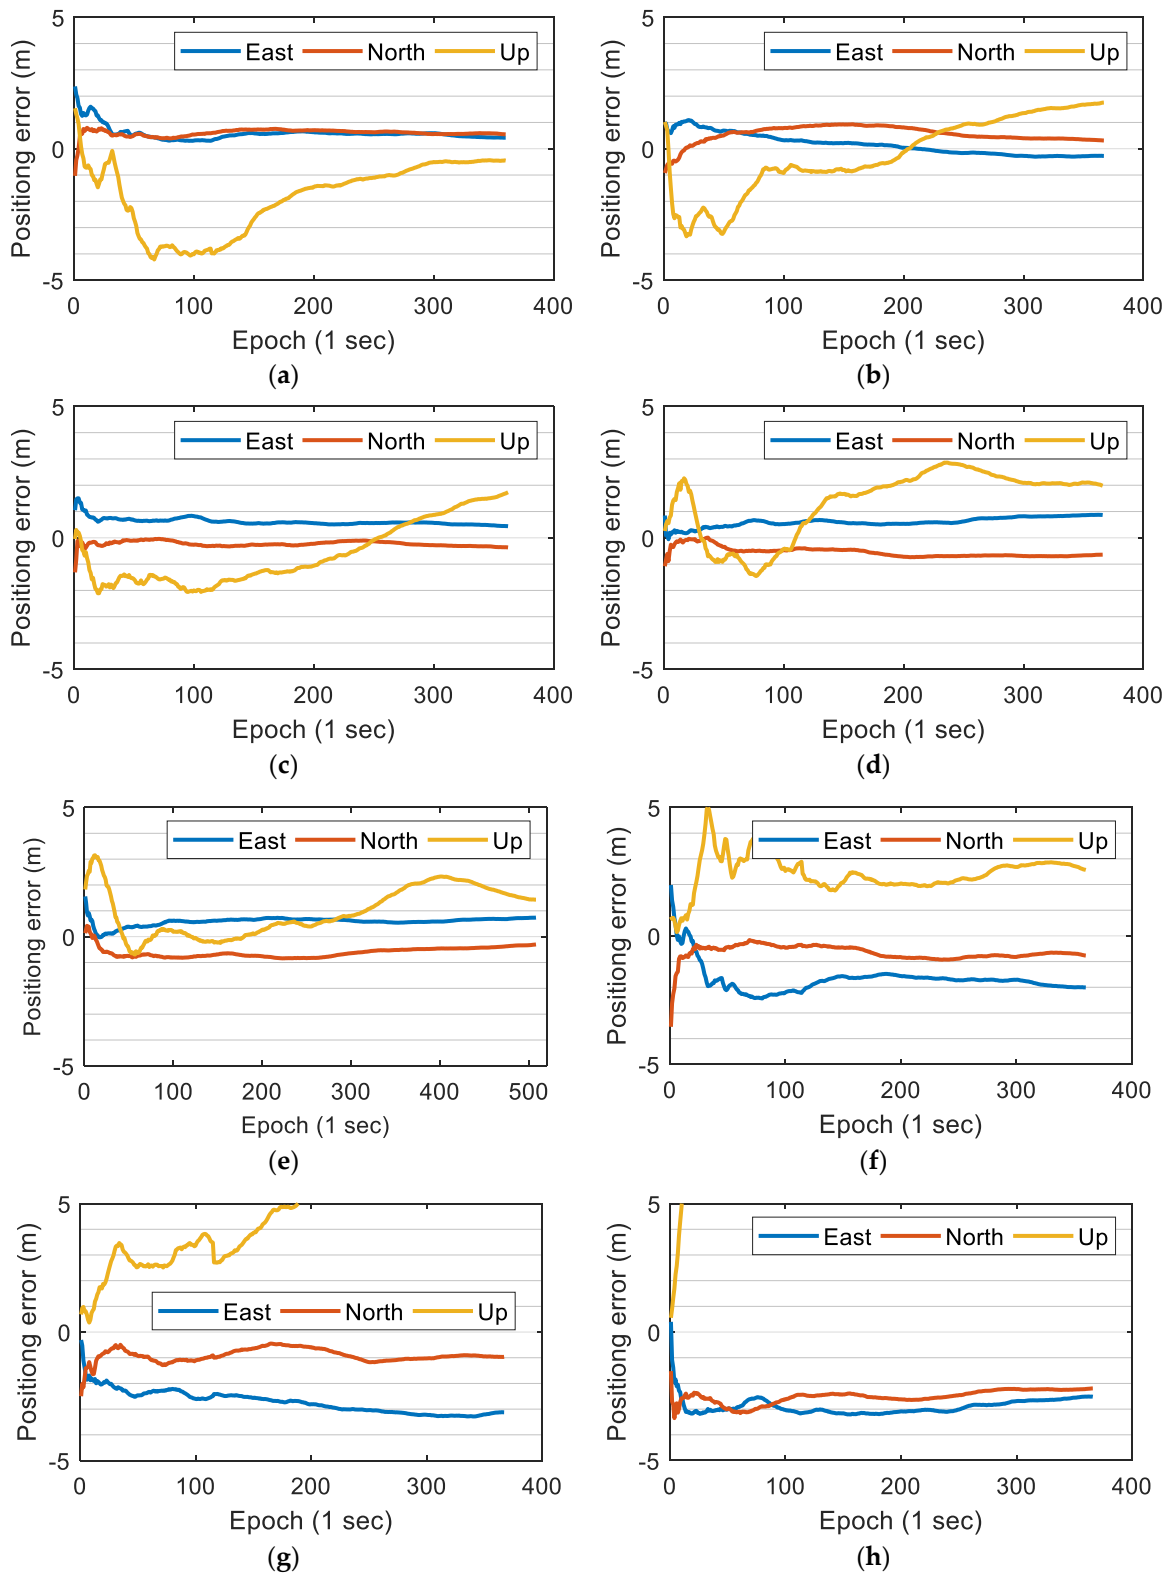 5
0
-5
Positiong error (m)
East North Up
0 100 200 300 400
Epoch (1 sec)
(a)
5
0
-5
Positiong error (m)
East North Up
0 100 200 300 400
Epoch (1 sec)
(b)
5
0
-5
Positiong error (m)
East North Up
0 100 200 300 400
Epoch (1 sec)
(c)
5
0
-5
Positiong error (m)
East North Up
0 100 200 300 400
Epoch (1 sec)
(d)
5
0
-5
Positiong error (m)
East North Up
0 100 200 300 400 500
Epoch (1 sec)
(e)
5
0
-5
Positiong error (m)
East North Up
0 100 200 300 400
Epoch (1 sec)
(f)
5
0
-5
Positiong error (m)
East North Up
0 100 200 300 400
Epoch (1 sec)
(g)
5
0
-5
Positiong error (m)
East North Up
0 100 200 300 400
Epoch (1 sec)
(h)